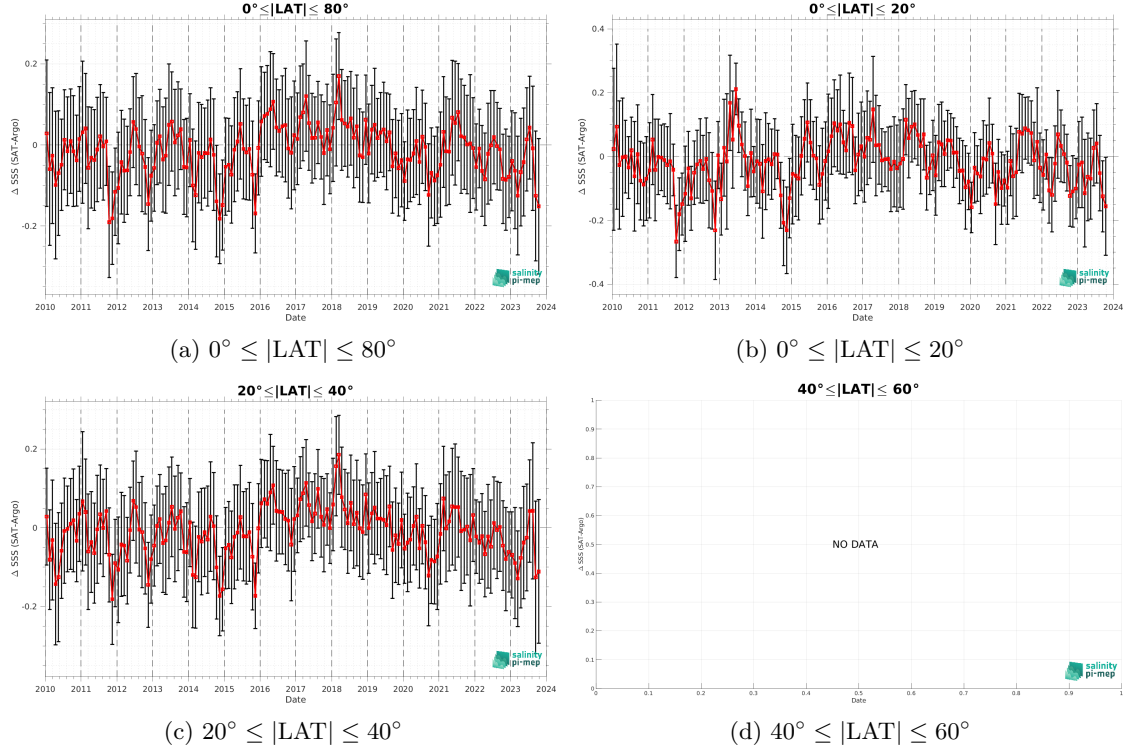 0°≤|LAT|≤ 80°
Δ SSS (SAT-Argo)
0.2
0
-0.2
2010 2011 2012 2013 2014 2015 2016 2017 2018 2019 2020 2021 2022 2023 2024
Date
salinity
pi-mep
(a) 0° ≤ |LAT| ≤ 80°
0°≤|LAT|≤ 20°
Δ SSS (SAT-Argo)
0.4
0.2
0
-0.2
-0.4
2010 2011 2012 2013 2014 2015 2016 2017 2018 2019 2020 2021 2022 2023 2024
Date
salinity
pi-mep
(b) 0° ≤ |LAT| ≤ 20°
20°≤|LAT|≤ 40°
Δ SSS (SAT-Argo)
0.2
0
-0.2
2010 2011 2012 2013 2014 2015 2016 2017 2018 2019 2020 2021 2022 2023 2024
Date
salinity
pi-mep
(c) 20° ≤ |LAT| ≤ 40°
40°≤|LAT|≤ 60°
Δ SSS (SAT-Argo)
1
0.9
0.8
0.7
0.6
0.5
0.4
0.3
0.2
0.1
0
NO DATA
0 0.1 0.2 0.3 0.4 0.5 0.6 0.7 0.8 0.9 1
Date
salinity
pi-mep
(d) 40° ≤ |LAT| ≤ 60°